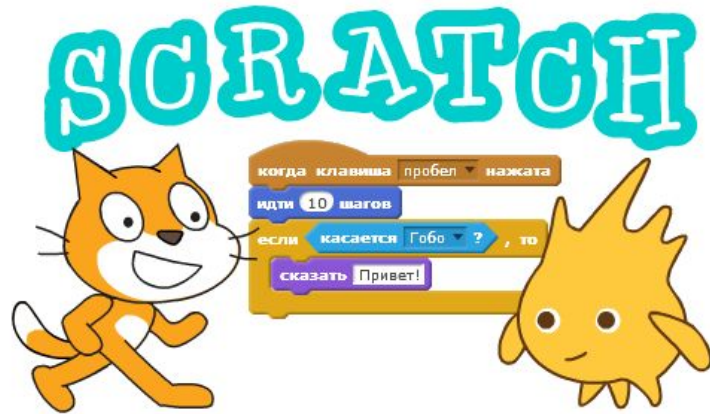 SCRATCH
когда клавиша пробел нажата
идти 10 шагов
если касается Гобо ? , то
сказать Привет!